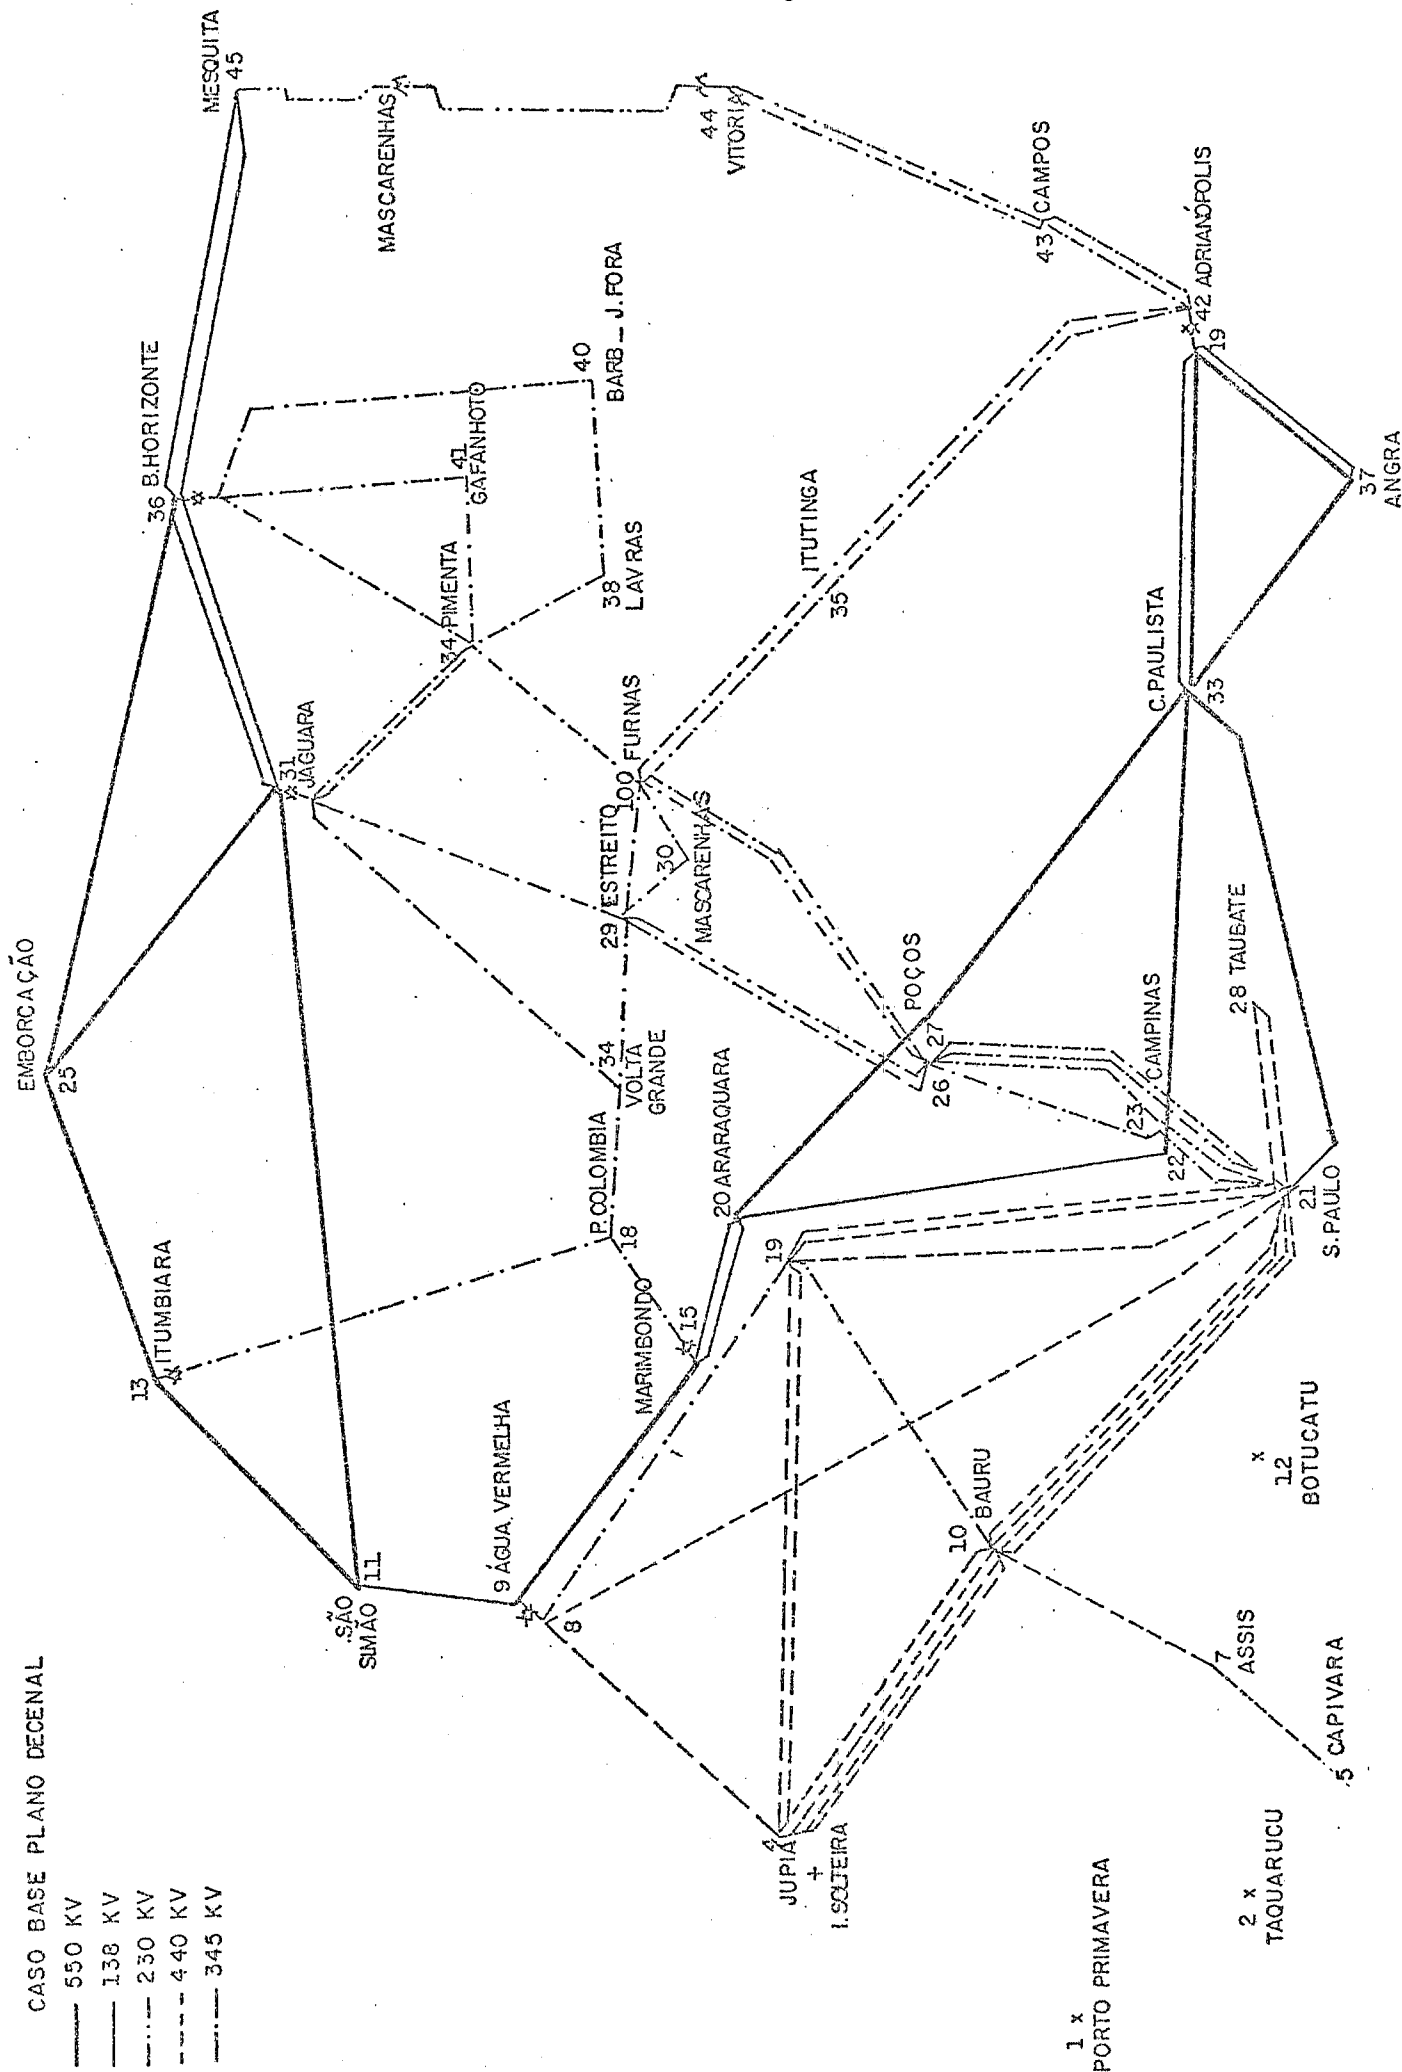 CASO BASE PLANO DECENAL
550 KV
138 KV
230 KV
440 KV
345 KV
1 x
PORTO PRIMAVERA
2 x
TAQUARUCU
5 CAPIVARA
7
ASSIS
x
12
BOTUCATU
4
JUPIÁ
+
I. SOLTEIRA
10
BAURU
8
9 ÁGUA VERMELHA
SÃO
SIMÃO
11
13
ITUMBIARA
MARIMBONDO
15
19
P. COLOMBIA
18
20 ARARAQUARA
21
S. PAULO
22
23
CAMPINAS
EMBORCAÇÃO
25
34
VOLTA
GRANDE
26
27
POÇOS
28 TAUBATE
29 ESTREITO
30
MASCARENHAS
31
JAGUARA
100
FURNAS
C. PAULISTA
33
34 PIMENTA
35
ITUTINGA
36
B. HORIZONTE
38
LAVRAS
41
GAFANHOTO
40
BARB_ J. FORA
37
ANGRA
19
42 ADRIANÓPOLIS
43
CAMPOS
44
VITORIA
MASCARENHAS
MESQUITA
45